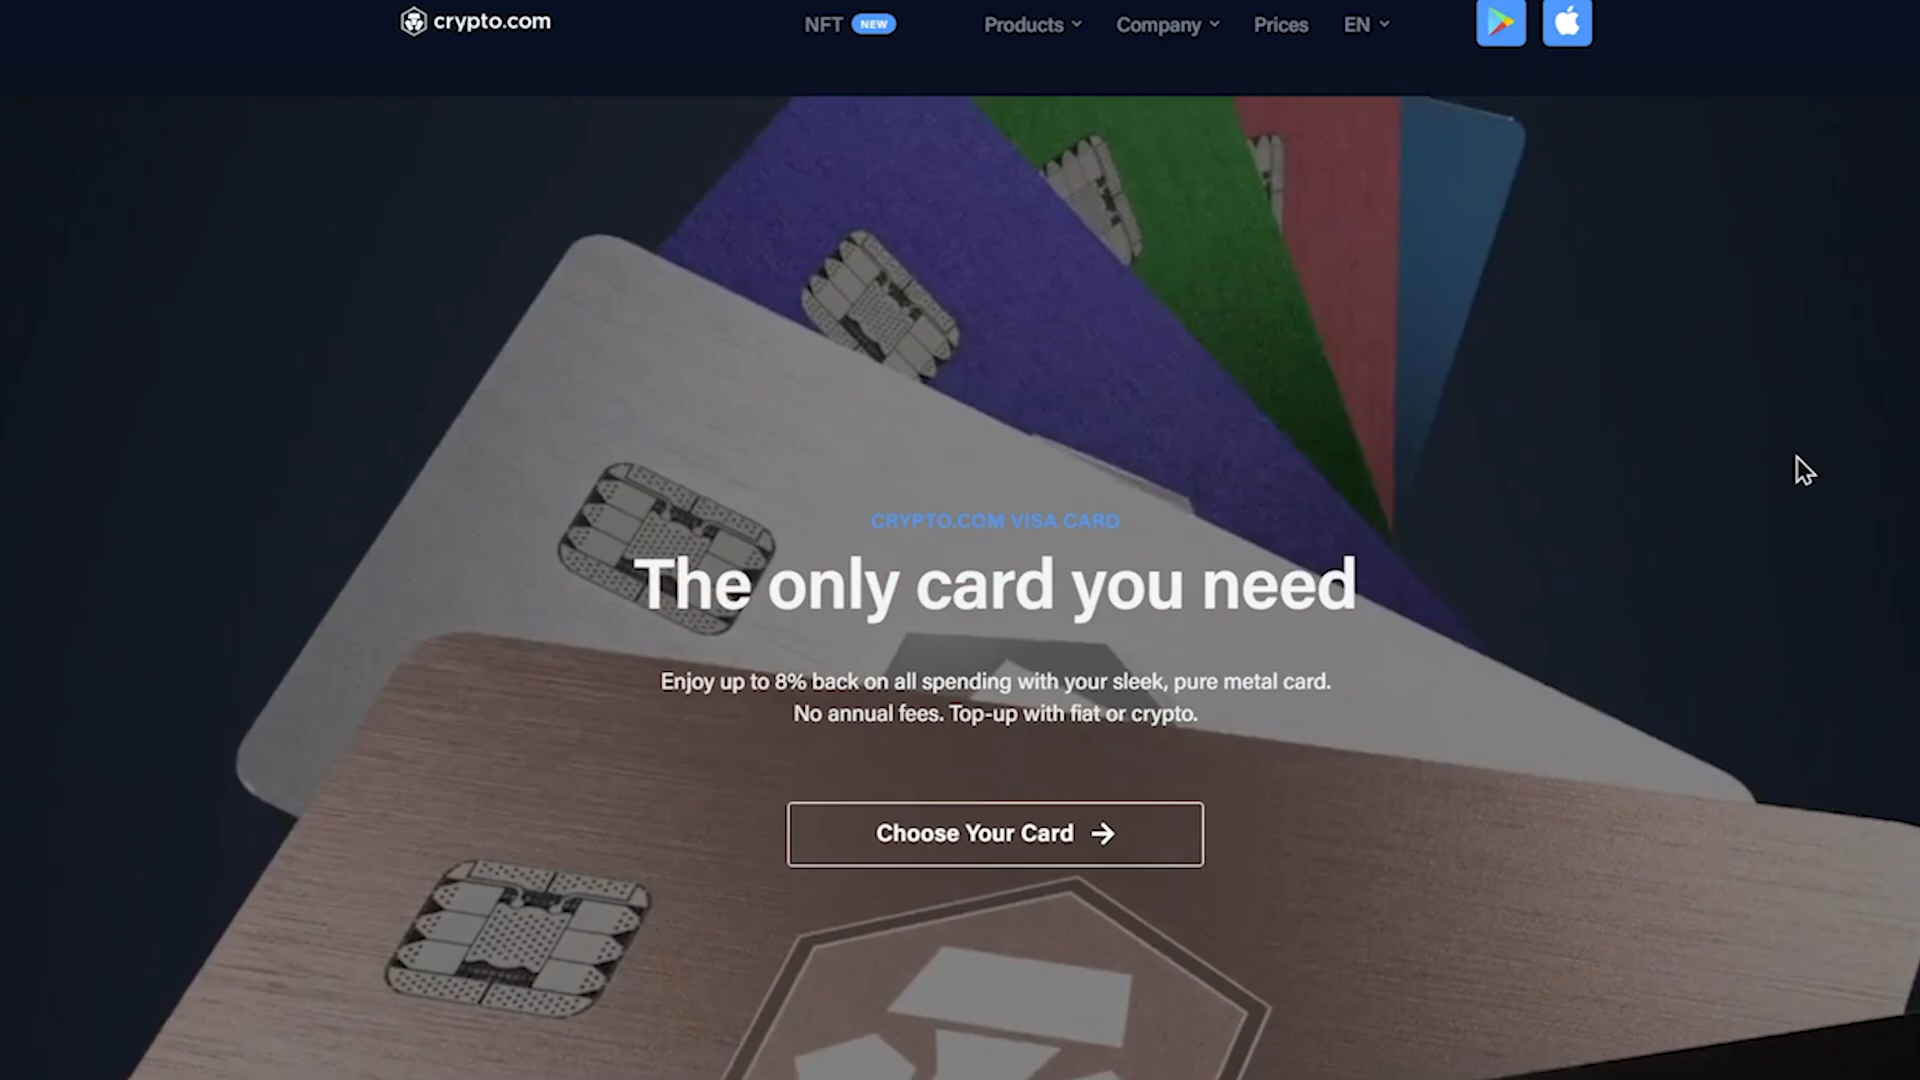 crypto.com
NFT NEW
Products
Company
Prices
EN
CRYPTO.COM VISA CARD
The only card you need
Enjoy up to 8% back on all spending with your sleek, pure metal card.
No annual fees. Top-up with fiat or crypto.
Choose Your Card →